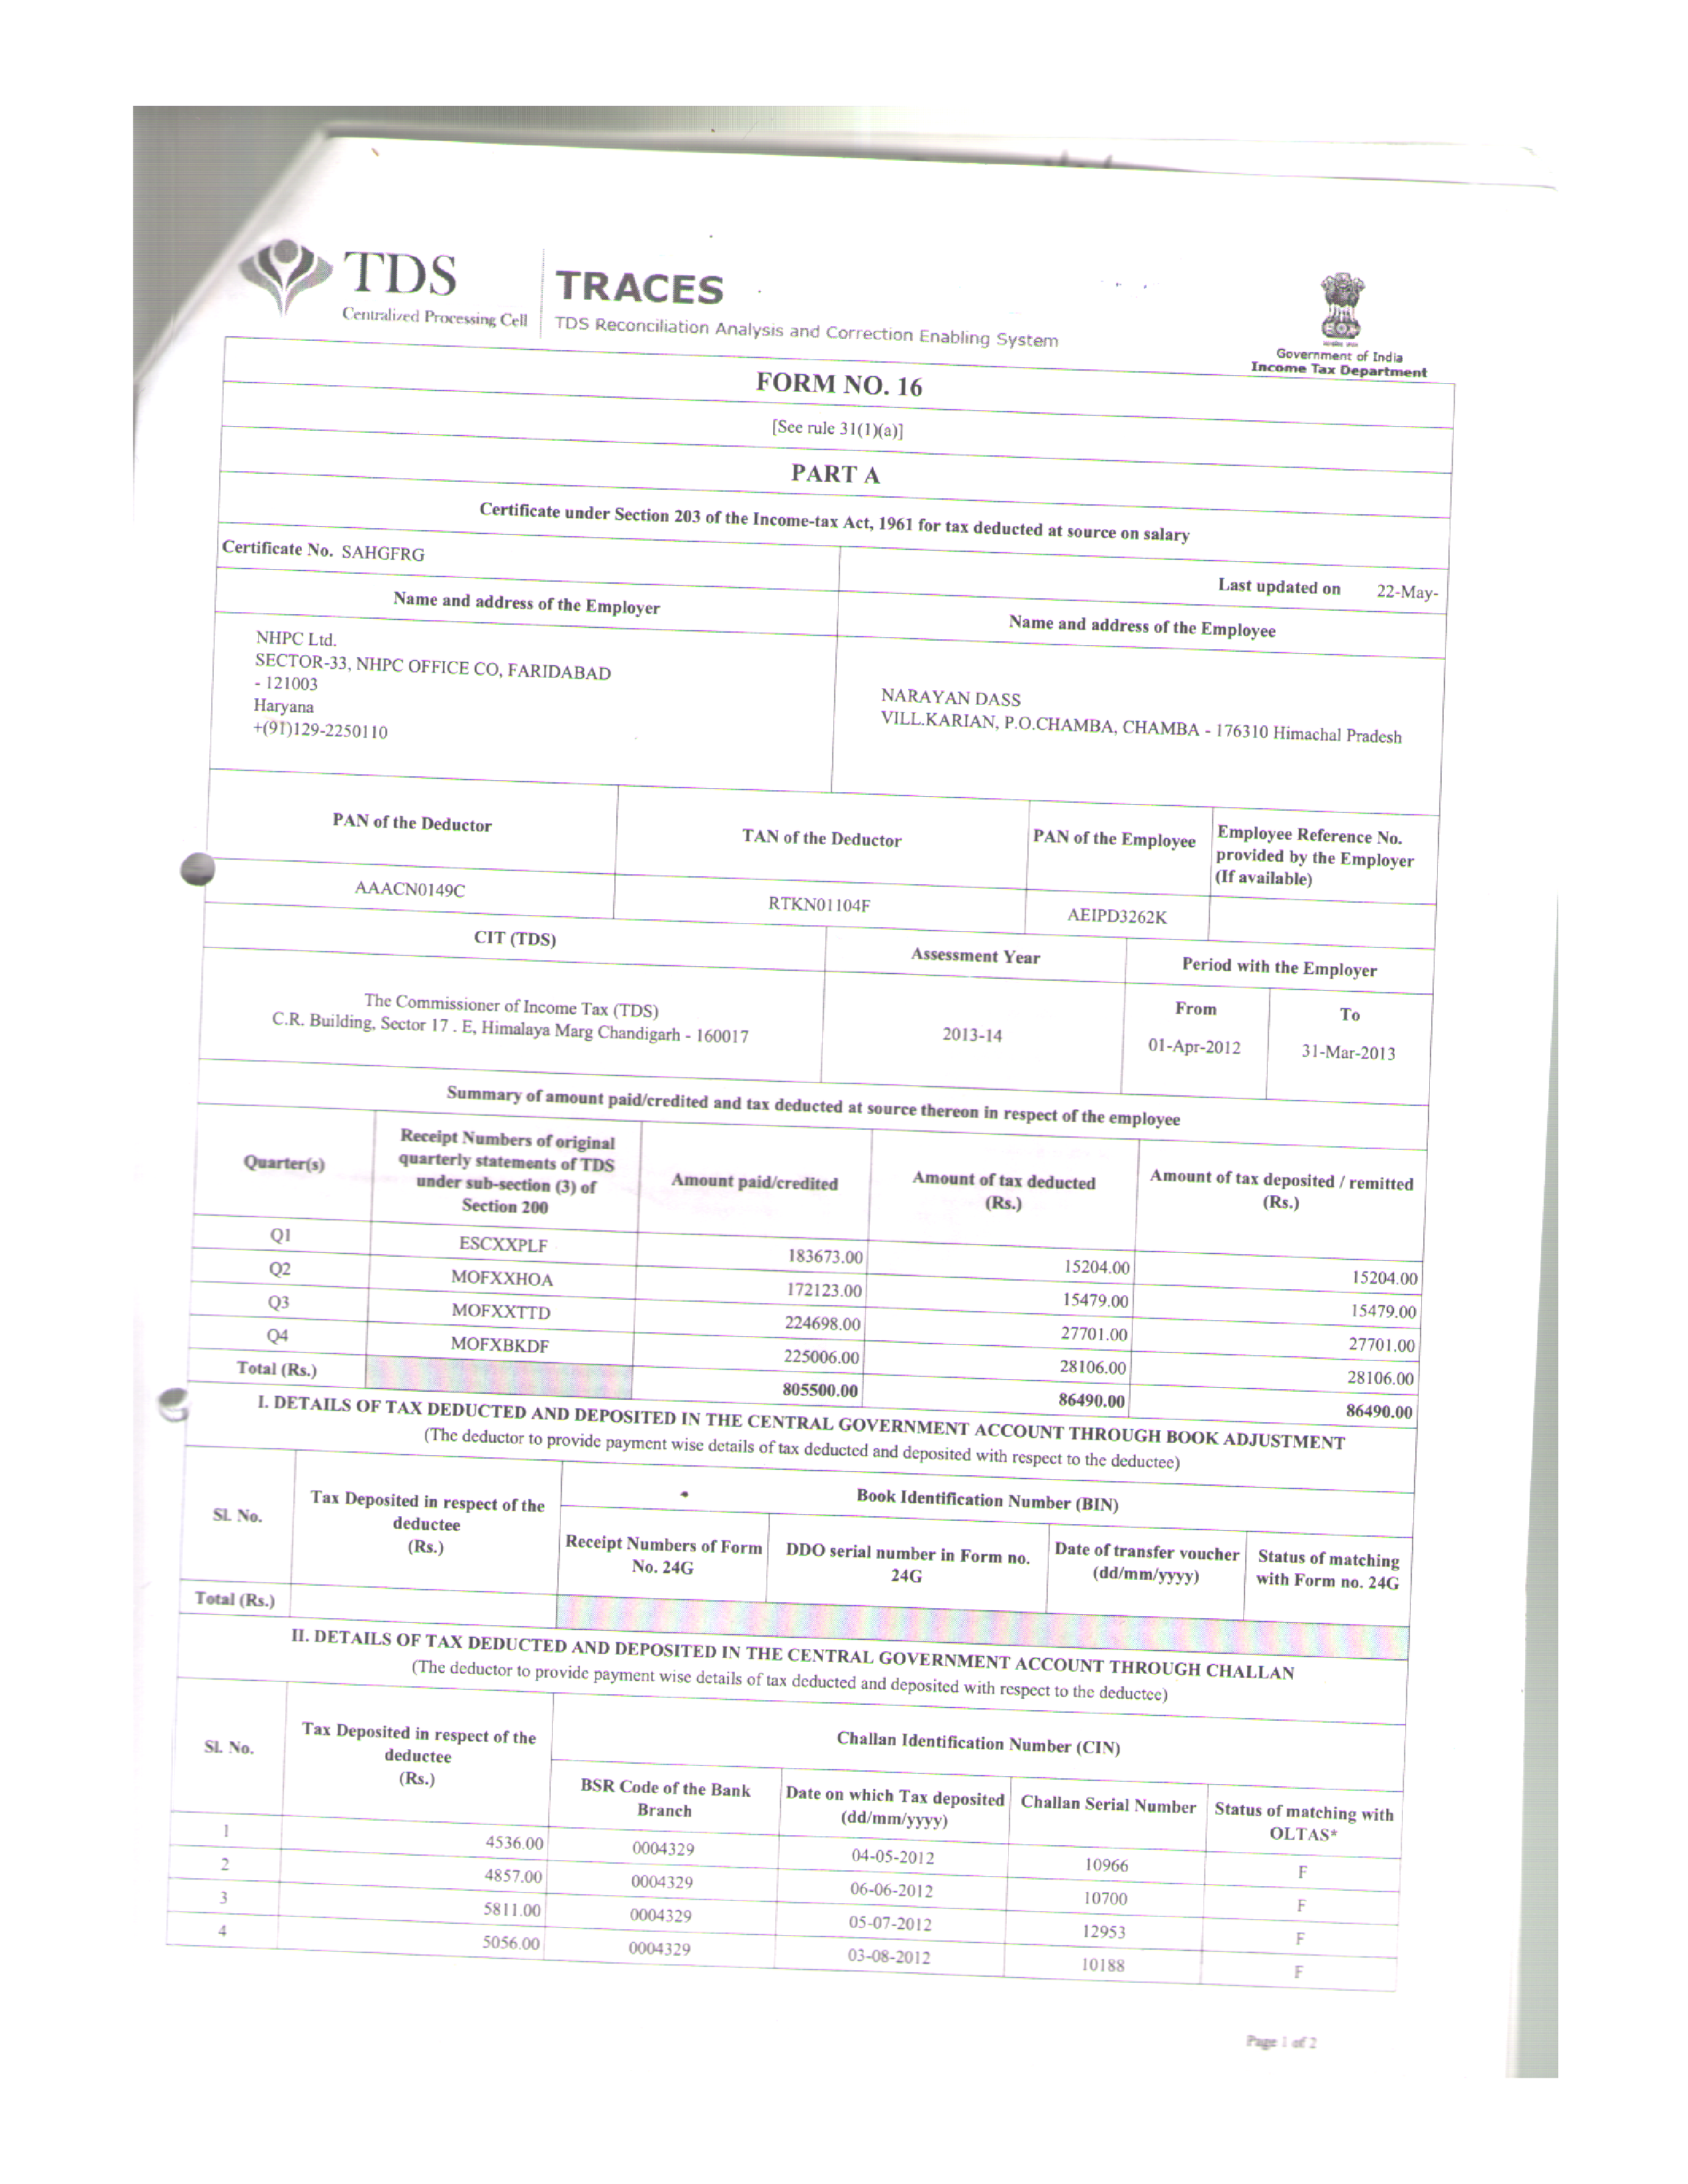 TDS
Centralized Processing Cell
TRACES
TDS Reconciliation Analysis and Correction Enabling System
Government of India
Income Tax Department
FORM NO. 16
[See rule 31(1)(a)]
PART A
Certificate under Section 203 of the Income-tax Act, 1961 for tax deducted at source on salary
Certificate No. SAHGFRG
Last updated on 22-May-
Name and address of the Employer
Name and address of the Employee
NHPC Ltd.
SECTOR-33, NHPC OFFICE CO, FARIDABAD
- 121003
Haryana
+(91)129-2250110
NARAYAN DASS
VILL.KARIAN, P.O.CHAMBA, CHAMBA - 176310 Himachal Pradesh
PAN of the Deductor
TAN of the Deductor
PAN of the Employee
Employee Reference No.
provided by the Employer
(If available)
AAACN0149C
RTKN01104F
AEIPD3262K
CIT (TDS)
Assessment Year
Period with the Employer
The Commissioner of Income Tax (TDS)
C.R. Building, Sector 17 . E, Himalaya Marg Chandigarh - 160017
2013-14
From
To
01-Apr-2012
31-Mar-2013
Summary of amount paid/credited and tax deducted at source thereon in respect of the employee
Quarter(s)
Receipt Numbers of original
quarterly statements of TDS
under sub-section (3) of
Section 200
Amount paid/credited
Amount of tax deducted
(Rs.)
Amount of tax deposited / remitted
(Rs.)
Q1 ESCXXPLF 183673.00 15204.00 15204.00
Q2 MOFXXHOA 172123.00 15479.00 15479.00
Q3 MOFXXTTD 224698.00 27701.00 27701.00
Q4 MOFXBKDF 225006.00 28106.00 28106.00
Total (Rs.) 805500.00 86490.00 86490.00
I. DETAILS OF TAX DEDUCTED AND DEPOSITED IN THE CENTRAL GOVERNMENT ACCOUNT THROUGH BOOK ADJUSTMENT
(The deductor to provide payment wise details of tax deducted and deposited with respect to the deductee)
Sl. No.
Tax Deposited in respect of the
deductee
(Rs.)
Book Identification Number (BIN)
Receipt Numbers of Form
No. 24G
DDO serial number in Form no.
24G
Date of transfer voucher
(dd/mm/yyyy)
Status of matching
with Form no. 24G
Total (Rs.)
II. DETAILS OF TAX DEDUCTED AND DEPOSITED IN THE CENTRAL GOVERNMENT ACCOUNT THROUGH CHALLAN
(The deductor to provide payment wise details of tax deducted and deposited with respect to the deductee)
Sl. No.
Tax Deposited in respect of the
deductee
(Rs.)
Challan Identification Number (CIN)
BSR Code of the Bank
Branch
Date on which Tax deposited
(dd/mm/yyyy)
Challan Serial Number
Status of matching with
OLTAS*
1 4536.00 0004329 04-05-2012 10966 F
2 4857.00 0004329 06-06-2012 10700 F
3 5811.00 0004329 05-07-2012 12953 F
4 5056.00 0004329 03-08-2012 10188 F
Page 1 of 2